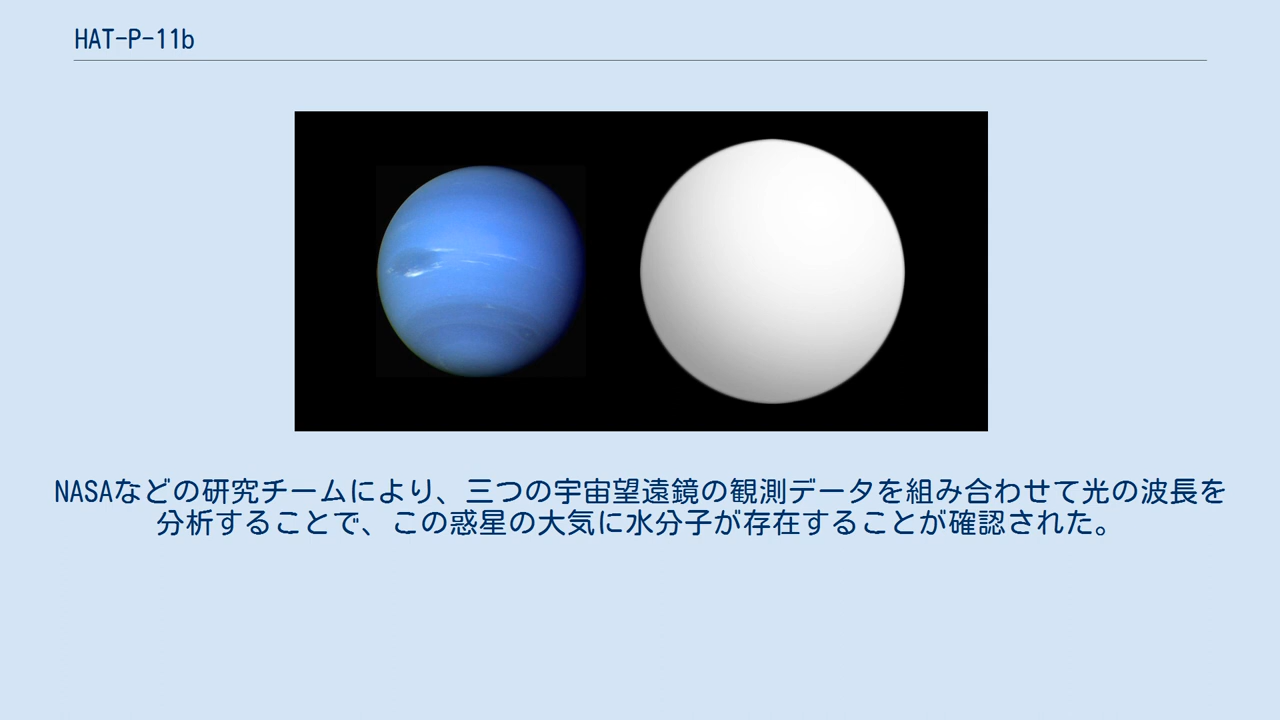 HAT-P-11b
NASAなどの研究チームにより、三つの宇宙望遠鏡の観測データを組み合わせて光の波長を
分析することで、この惑星の大気に水分子が存在することが確認された。